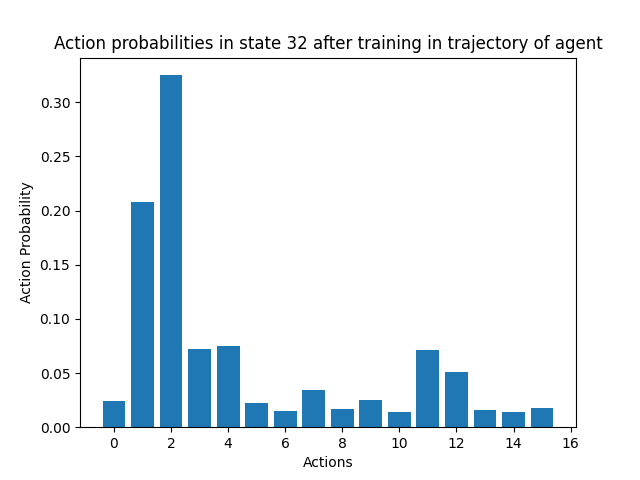 Action probabilities in state 32 after training in trajectory of agent
0.30
0.25
0.20
0.15
0.10
0.05
0.00
Action Probability
0 2 4 6 8 10 12 14 16
Actions